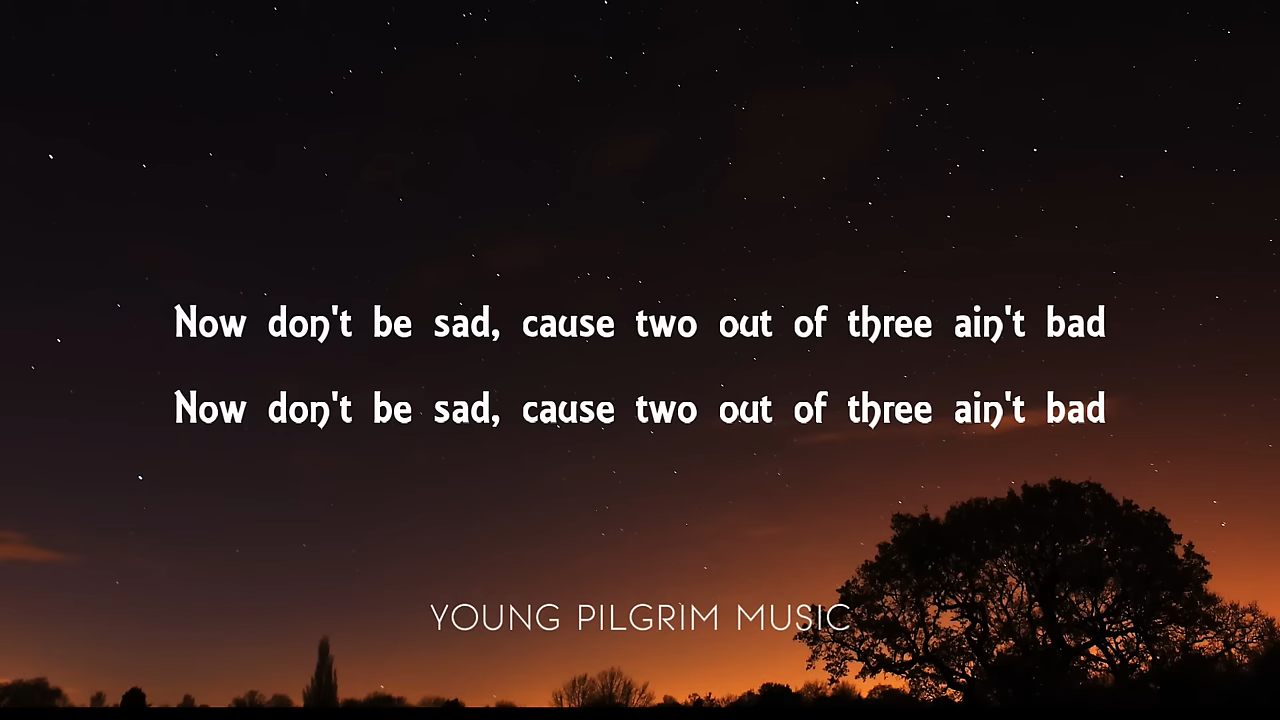 Now don't be sad, cause two out of three ain't bad
Now don't be sad, cause two out of three ain't bad
YOUNG PILGRIM MUSIC